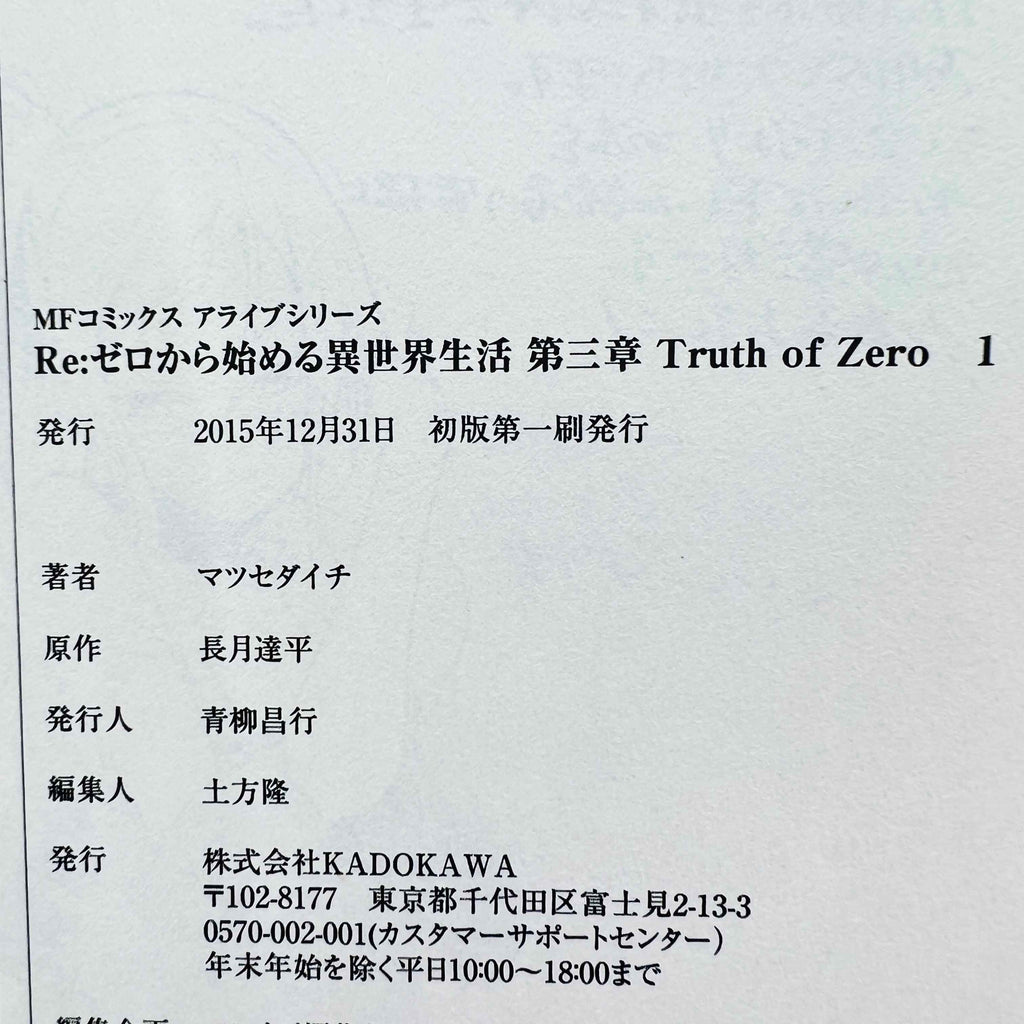 MFコミックス アライブシリーズ
Re:ゼロから始める異世界生活 第三章 Truth of Zero 1
発行 2015年12月31日 初版第一刷発行
著者 マツセダイチ
原作 長月達平
発行人 青柳昌行
編集人 土方隆
発行 株式会社KADOKAWA
〒102-8177 東京都千代田区富士見2-13-3
0570-002-001(カスタマーサポートセンター)
年末年始を除く平日10:00〜18:00まで